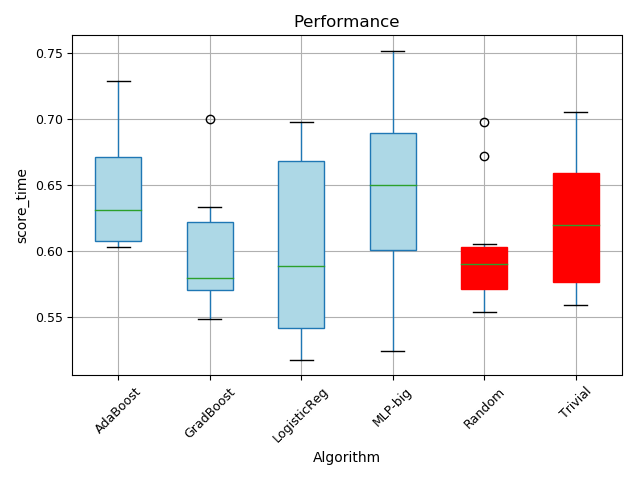 Performance
0.75
0.70
0.65
0.60
0.55
score_time
AdaBoost
GradBoost
LogisticReg
MLP-big
Random
Trivial
Algorithm